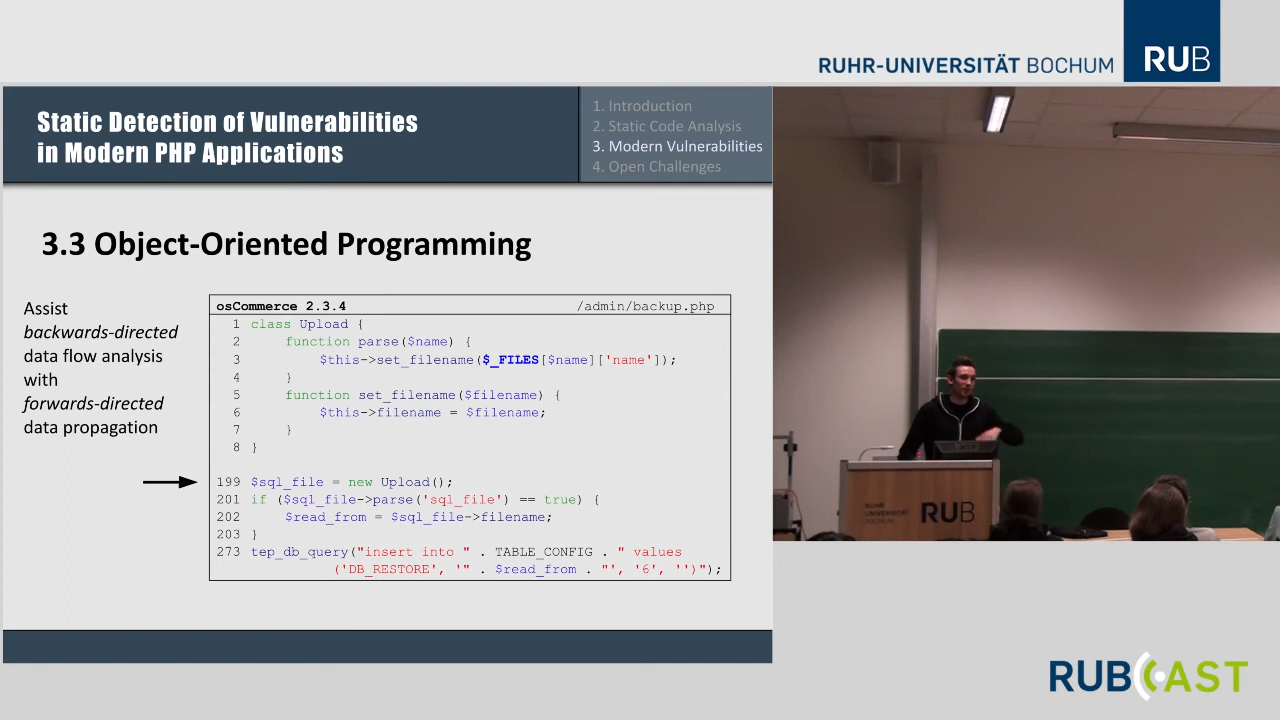 RUHR-UNIVERSITÄT BOCHUM RUB
Static Detection of Vulnerabilities
in Modern PHP Applications
1. Introduction
2. Static Code Analysis
3. Modern Vulnerabilities
4. Open Challenges
3.3 Object-Oriented Programming
Assist
backwards-directed
data flow analysis
with
forwards-directed
data propagation
osCommerce 2.3.4 /admin/backup.php
1 class Upload {
2 function parse($name) {
3 $this->set_filename($_FILES[$name]['name']);
4 }
5 function set_filename($filename) {
6 $this->filename = $filename;
7 }
8 }
199 $sql_file = new Upload();
201 if ($sql_file->parse('sql_file') == true) {
202 $read_from = $sql_file->filename;
203 }
273 tep_db_query("insert into " . TABLE_CONFIG . " values
('DB_RESTORE', '" . $read_from . "', '6', '')");
RUHR
UNIVERSITÄT
BOCHUM
RUB
acer
RUBCAST